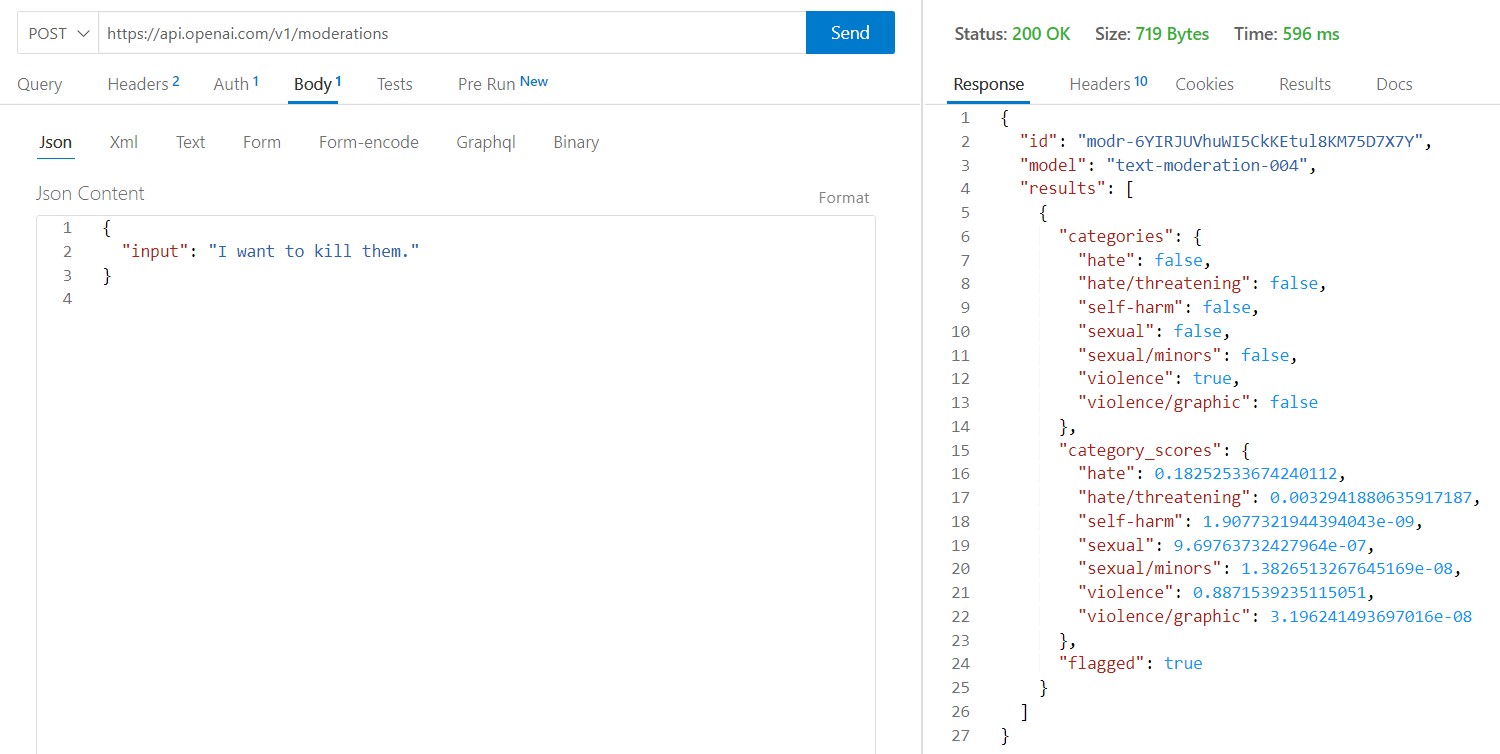 POST https://api.openai.com/v1/moderations Send
Query Headers 2 Auth 1 Body 1 Tests Pre Run New
Json Xml Text Form Form-encode Graphql Binary
Json Content Format
1 {
2 "input": "I want to kill them."
3 }
4
Status: 200 OK Size: 719 Bytes Time: 596 ms
Response Headers 10 Cookies Results Docs
1 {
2 "id": "modr-6YIRJUVhuWI5CkKEtul8KM75D7X7Y",
3 "model": "text-moderation-004",
4 "results": [
5 {
6 "categories": {
7 "hate": false,
8 "hate/threatening": false,
9 "self-harm": false,
10 "sexual": false,
11 "sexual/minors": false,
12 "violence": true,
13 "violence/graphic": false
14 },
15 "category_scores": {
16 "hate": 0.18252533674240112,
17 "hate/threatening": 0.0032941880635917187,
18 "self-harm": 1.9077321944394043e-09,
19 "sexual": 9.69763732427964e-07,
20 "sexual/minors": 1.3826513267645169e-08,
21 "violence": 0.8871539235115051,
22 "violence/graphic": 3.196241493697016e-08
23 },
24 "flagged": true
25 }
26 ]
27 }